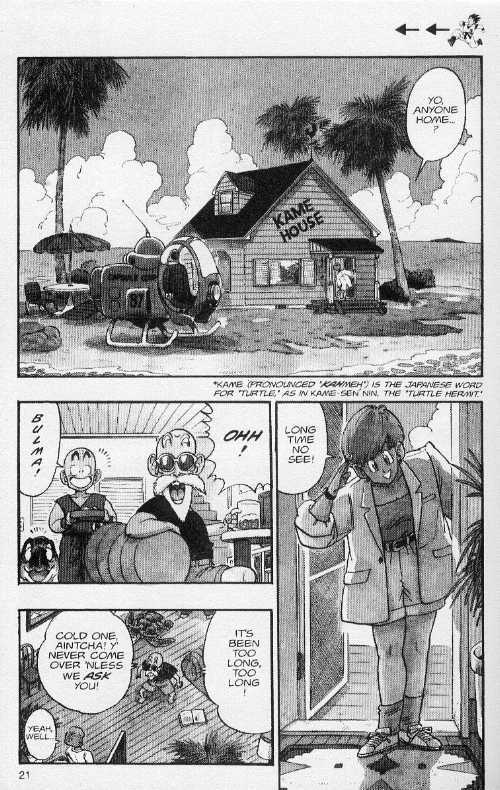 YO,
ANYONE
HOME...
?
KAME
HOUSE
97
*KAME (PRONOUNCED "KAHMEH") IS THE JAPANESE WORD
FOR "TURTLE," AS IN KAME-SEN'NIN, THE "TURTLE HERMIT."
LONG
TIME
NO
SEE!
OHH
!
BULMA!
IT'S
BEEN
TOO
LONG,
TOO
LONG
!
COLD ONE,
AINTCHA! Y'
NEVER COME
OVER 'NLESS
WE ASK
YOU!
YEAH,
WELL...
21